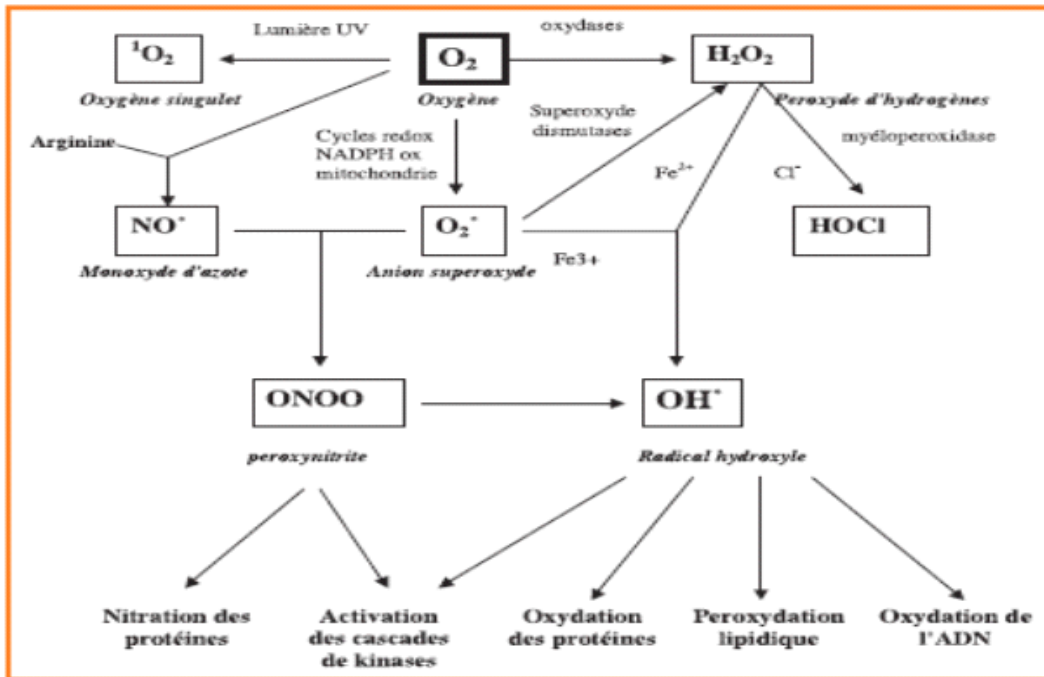 Lumière UV
oxydases
¹O₂
O₂
H₂O₂
Oxygène singulet
Oxygène
Peroxyde d'hydrogènes
Arginine
Cycles redox
NADPH ox
mitochondrie
Superoxyde
dismutases
myéloperoxidase
Fe²⁺
Cl⁻
NO•
O₂•
HOCl
Monoxyde d'azote
Anion superoxyde
Fe3+
ONOO
OH•
peroxynitrite
Radical hydroxyle
Nitration des
protéines
Activation
des cascades
de kinases
Oxydation
des protéines
Peroxydation
lipidique
Oxydation de
l'ADN